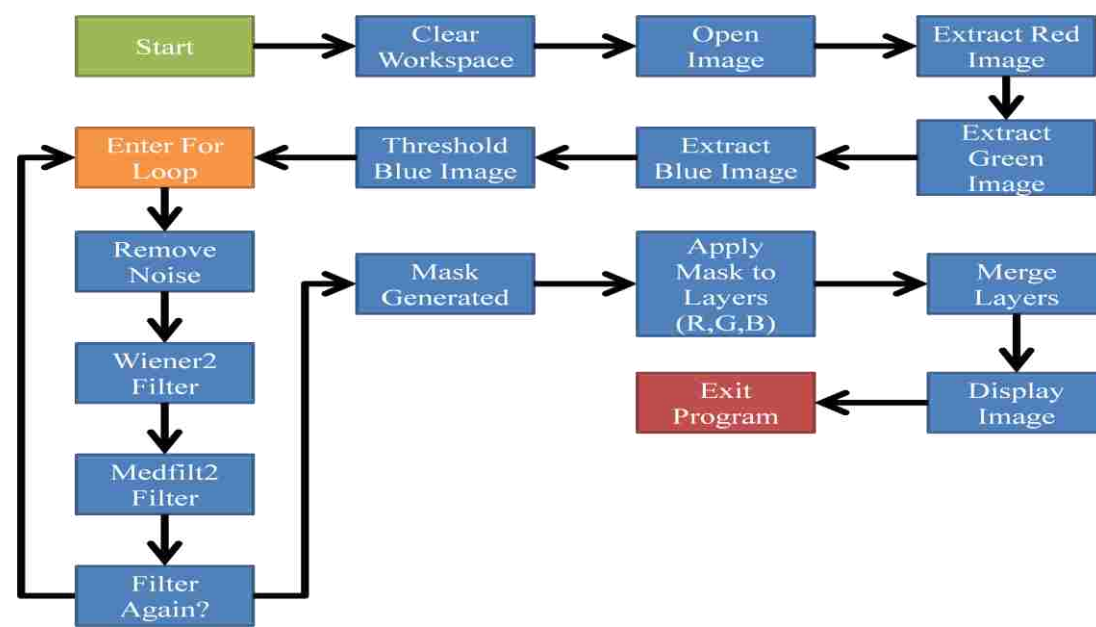 Start
Clear
Workspace
Open
Image
Extract Red
Image
Extract
Green
Image
Extract
Blue Image
Threshold
Blue Image
Enter For
Loop
Remove
Noise
Wiener2
Filter
Medfilt2
Filter
Filter
Again?
Mask
Generated
Apply
Mask to
Layers
(R,G,B)
Merge
Layers
Display
Image
Exit
Program